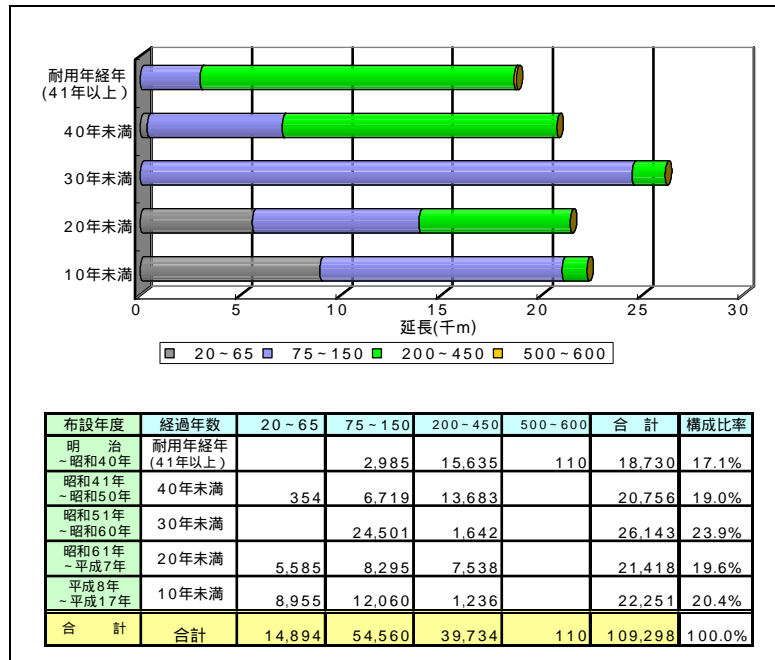 耐用年経年
(41年以上)
40年未満
30年未満
20年未満
10年未満
0 5 10 15 20 25 30
延長(千m)
20~65 75~150 200~450 500~600
布設年度 経過年数 20~65 75~150 200~450 500~600 合 計 構成比率
明 治
~昭和40年 耐用年経年
(41年以上) 2,985 15,635 110 18,730 17.1%
昭和41年
~昭和50年 40年未満 354 6,719 13,683 20,756 19.0%
昭和51年
~昭和60年 30年未満 24,501 1,642 26,143 23.9%
昭和61年
~平成7年 20年未満 5,585 8,295 7,538 21,418 19.6%
平成8年
~平成17年 10年未満 8,955 12,060 1,236 22,251 20.4%
合 計 合計 14,894 54,560 39,734 110 109,298 100.0%